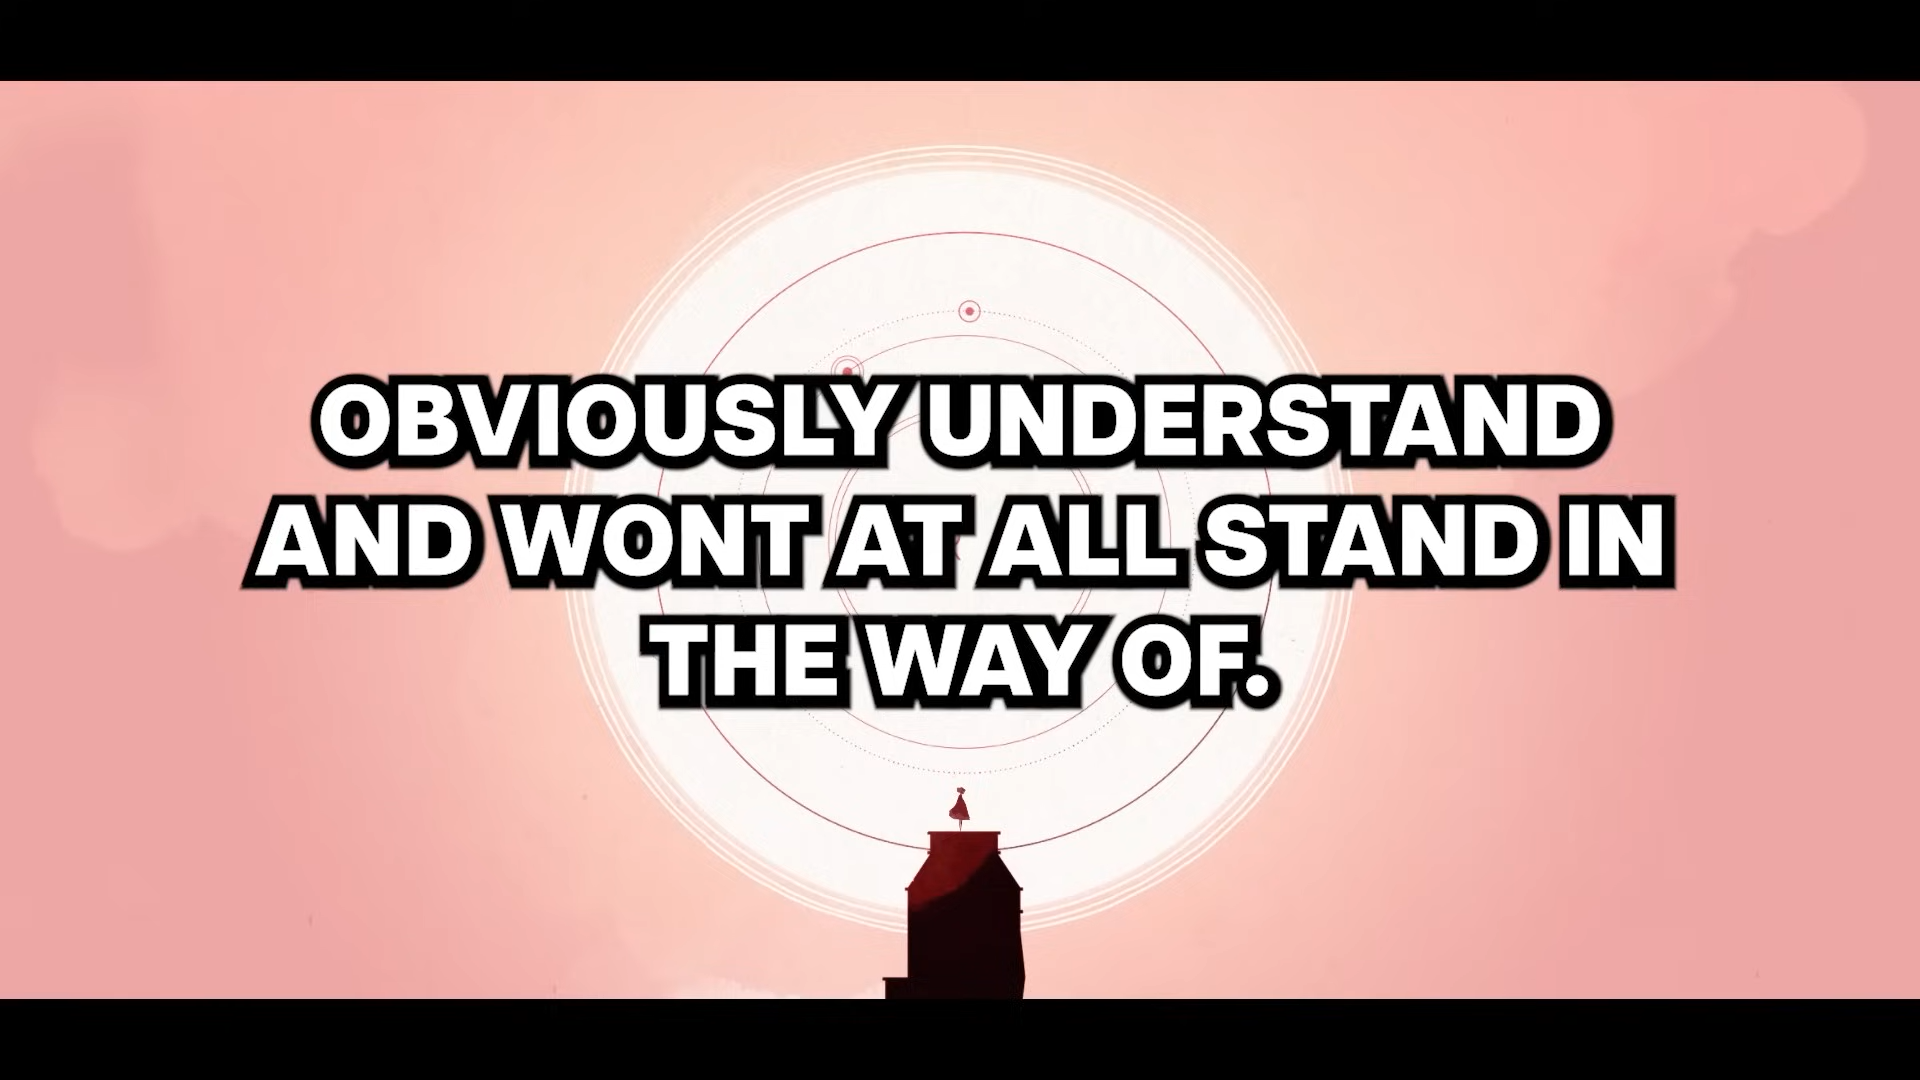 OBVIOUSLY UNDERSTAND
AND WONT AT ALL STAND IN
THE WAY OF.